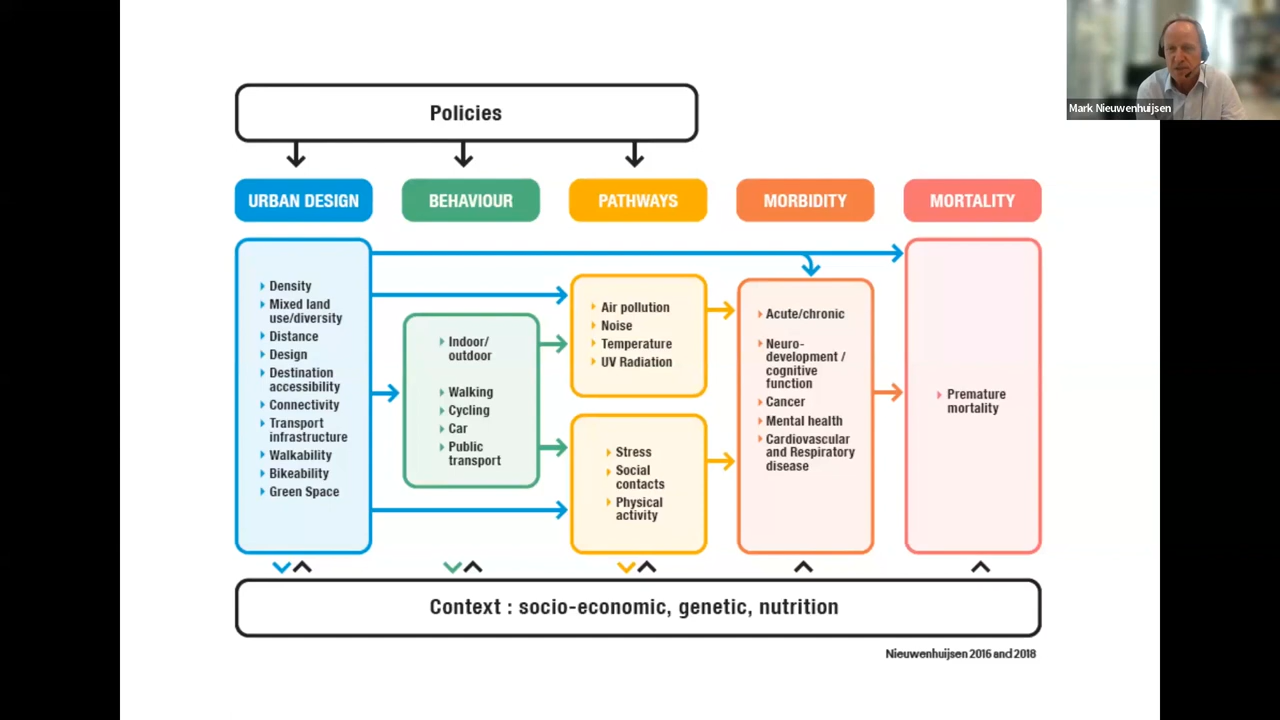 Mark Nieuwenhuijsen
Policies
URBAN DESIGN
BEHAVIOUR
PATHWAYS
MORBIDITY
MORTALITY
Density
Mixed land
use/diversity
Distance
Design
Destination
accessibility
Connectivity
Transport
infrastructure
Walkability
Bikeability
Green Space
Indoor/
outdoor
Walking
Cycling
Car
Public
transport
Air pollution
Noise
Temperature
UV Radiation
Stress
Social
contacts
Physical
activity
Acute/chronic
Neuro-
development /
cognitive
function
Cancer
Mental health
Cardiovascular
and Respiratory
disease
Premature
mortality
Context : socio-economic, genetic, nutrition
Nieuwenhuijsen 2016 and 2018